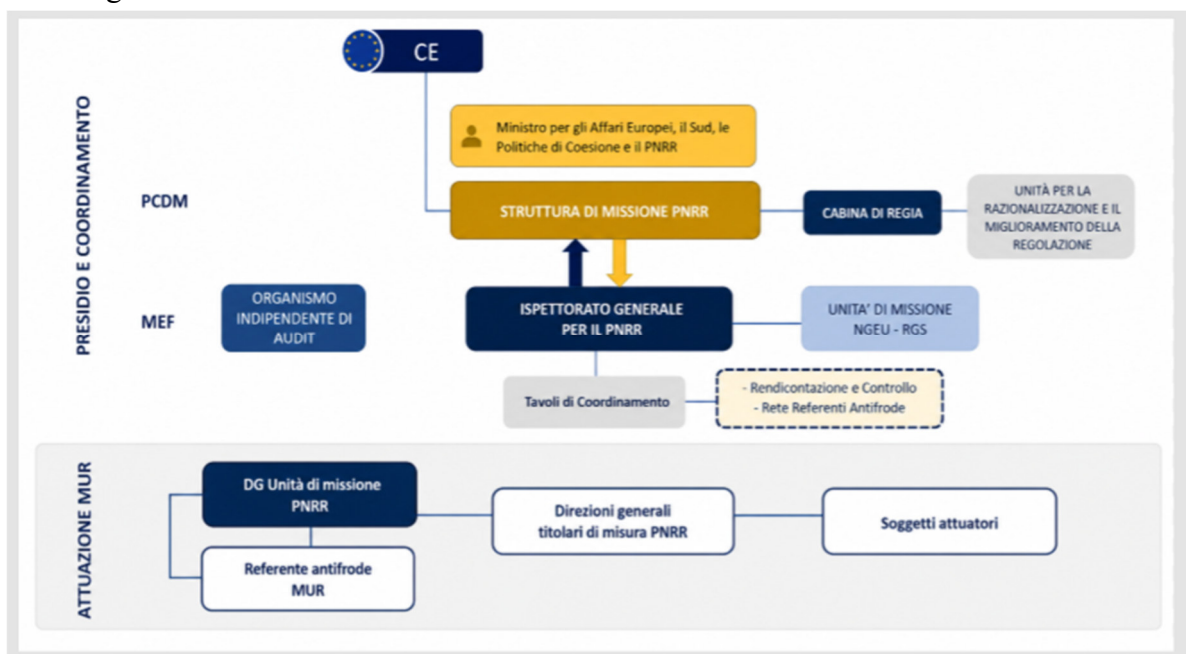 CE
PRESIDIO E COORDINAMENTO
Ministro per gli Affari Europei, il Sud, le
Politiche di Coesione e il PNRR
PCDM
STRUTTURA DI MISSIONE PNRR
CABINA DI REGIA
UNITÀ PER LA
RAZIONALIZZAZIONE E IL
MIGLIORAMENTO DELLA
REGOLAZIONE
MEF
ORGANISMO
INDIPENDENTE DI
AUDIT
ISPETTORATO GENERALE
PER IL PNRR
UNITA' DI MISSIONE
NGEU - RGS
Tavoli di Coordinamento
- Rendicontazione e Controllo
- Rete Referenti Antifrode
ATTUAZIONE MUR
DG Unità di missione
PNRR
Direzioni generali
titolari di misura PNRR
Soggetti attuatori
Referente antifrode
MUR